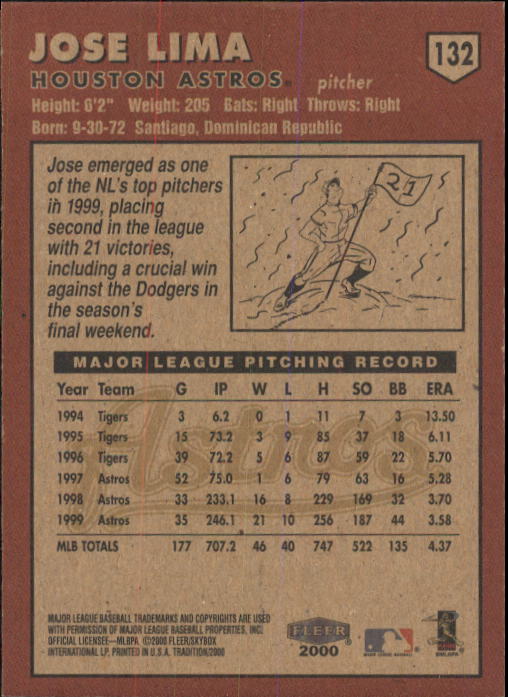 JOSE LIMA
132
HOUSTON ASTROS
pitcher
Height: 6'2" Weight: 205 Bats: Right Throws: Right
Born: 9-30-72 Santiago, Dominican Republic
Jose emerged as one
of the NL's top pitchers
in 1999, placing
second in the league
with 21 victories,
including a crucial win
against the Dodgers in
the season's
final weekend.
21
MAJOR LEAGUE PITCHING RECORD
Year Team G IP W L H SO BB ERA
1994 Tigers 3 6.2 0 1 11 7 3 13.50
1995 Tigers 15 73.2 3 9 85 37 18 6.11
1996 Tigers 39 72.2 5 6 87 59 22 5.70
1997 Astros 52 75.0 1 6 79 63 16 5.28
1998 Astros 33 233.1 16 8 229 169 32 3.70
1999 Astros 35 246.1 21 10 256 187 44 3.58
MLB TOTALS 177 707.2 46 40 747 522 135 4.37
Astros
MAJOR LEAGUE BASEBALL TRADEMARKS AND COPYRIGHTS ARE USED
WITH PERMISSION OF MAJOR LEAGUE BASEBALL PROPERTIES, INC.
OFFICIAL LICENSEE—MLBPA ©2000 FLEER/SKYBOX
INTERNATIONAL LP. PRINTED IN U.S.A. TRADITION/2000
FLEER
2000
MAJOR LEAGUE BASEBALL
©MLBPA